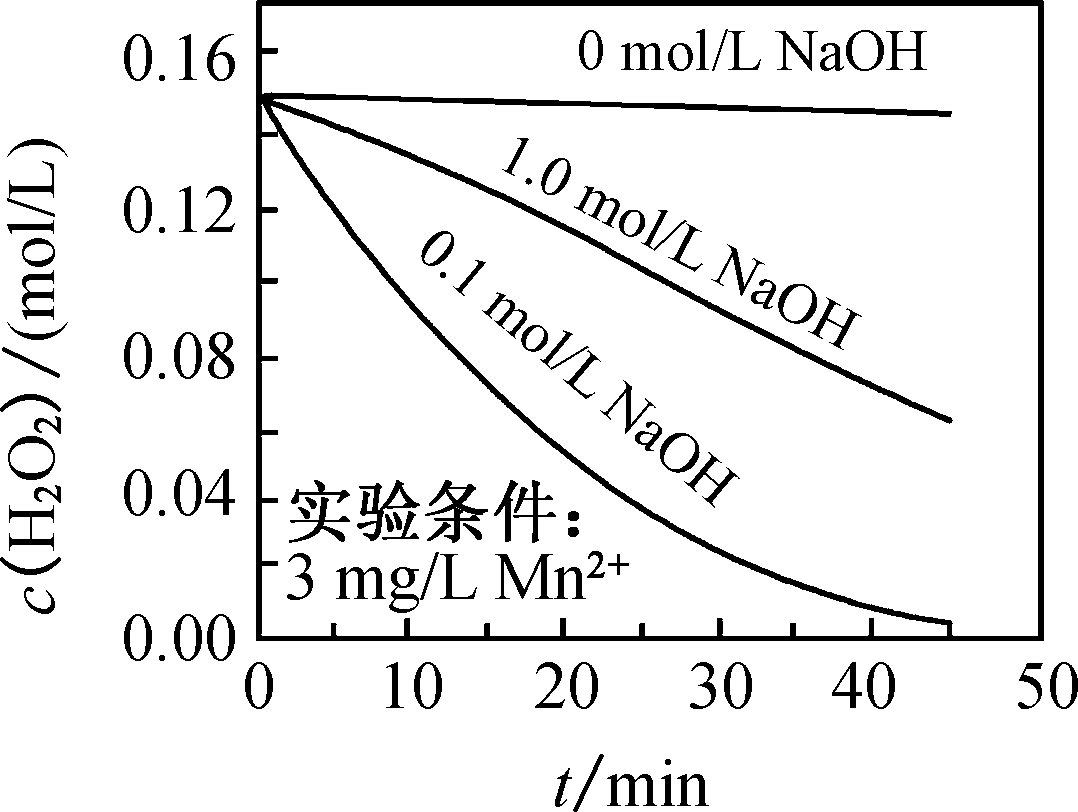 c(H₂O₂)/(mol/L)
0.16
0.12
0.08
0.04
0.00
0 mol/L NaOH
1.0 mol/L NaOH
0.1 mol/L NaOH
实验条件：
3 mg/L Mn²⁺
0 10 20 30 40 50
t/min